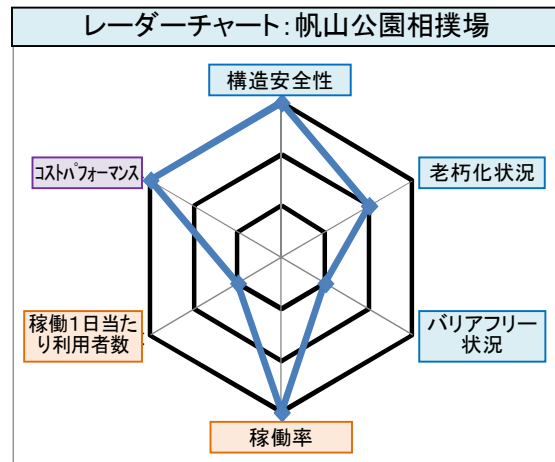 レーダーチャート：帆山公園相撲場
構造安全性
コストパフォーマンス
老朽化状況
稼働１日当た
り利用者数
バリアフリー
状況
稼働率